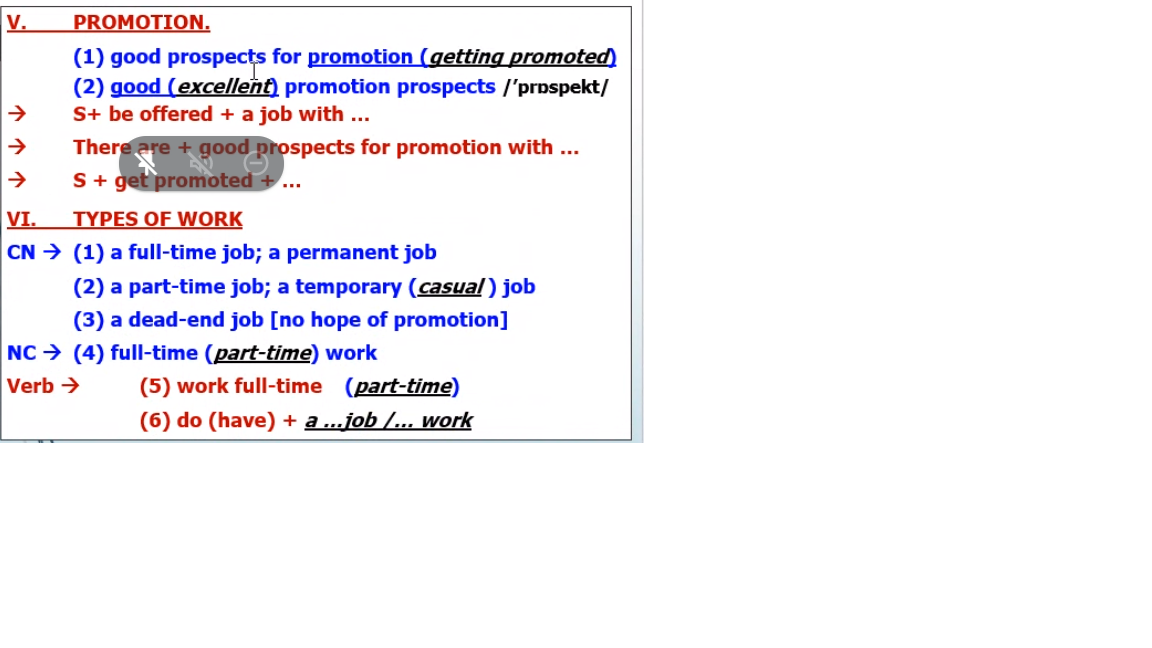 V. PROMOTION.
(1) good prospects for promotion (getting promoted)
(2) good (excellent) promotion prospects /’prɒspekt/
→ S+ be offered + a job with ...
→ There are + good prospects for promotion with ...
→ S + get promoted + ...
VI. TYPES OF WORK
CN → (1) a full-time job; a permanent job
(2) a part-time job; a temporary (casual ) job
(3) a dead-end job [no hope of promotion]
NC → (4) full-time (part-time) work
Verb → (5) work full-time (part-time)
(6) do (have) + a ...job /... work